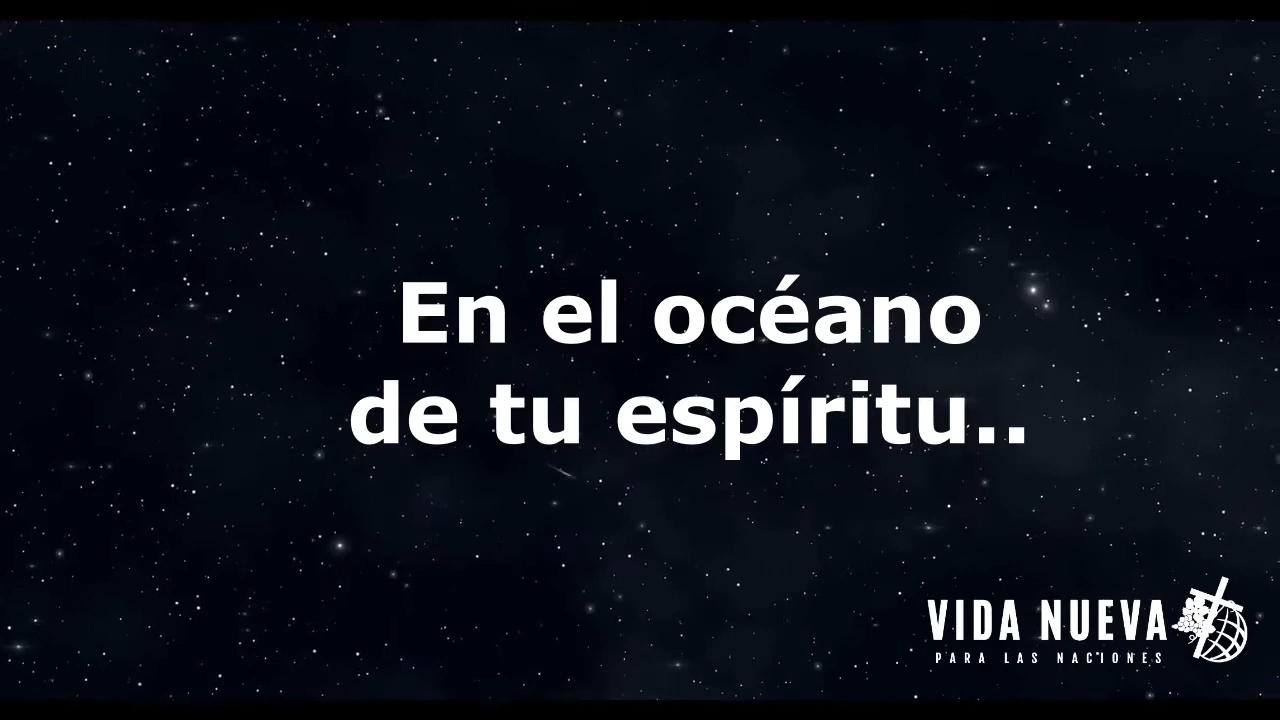 En el océano
de tu espíritu..
VIDA NUEVA
PARA LAS NACIONES